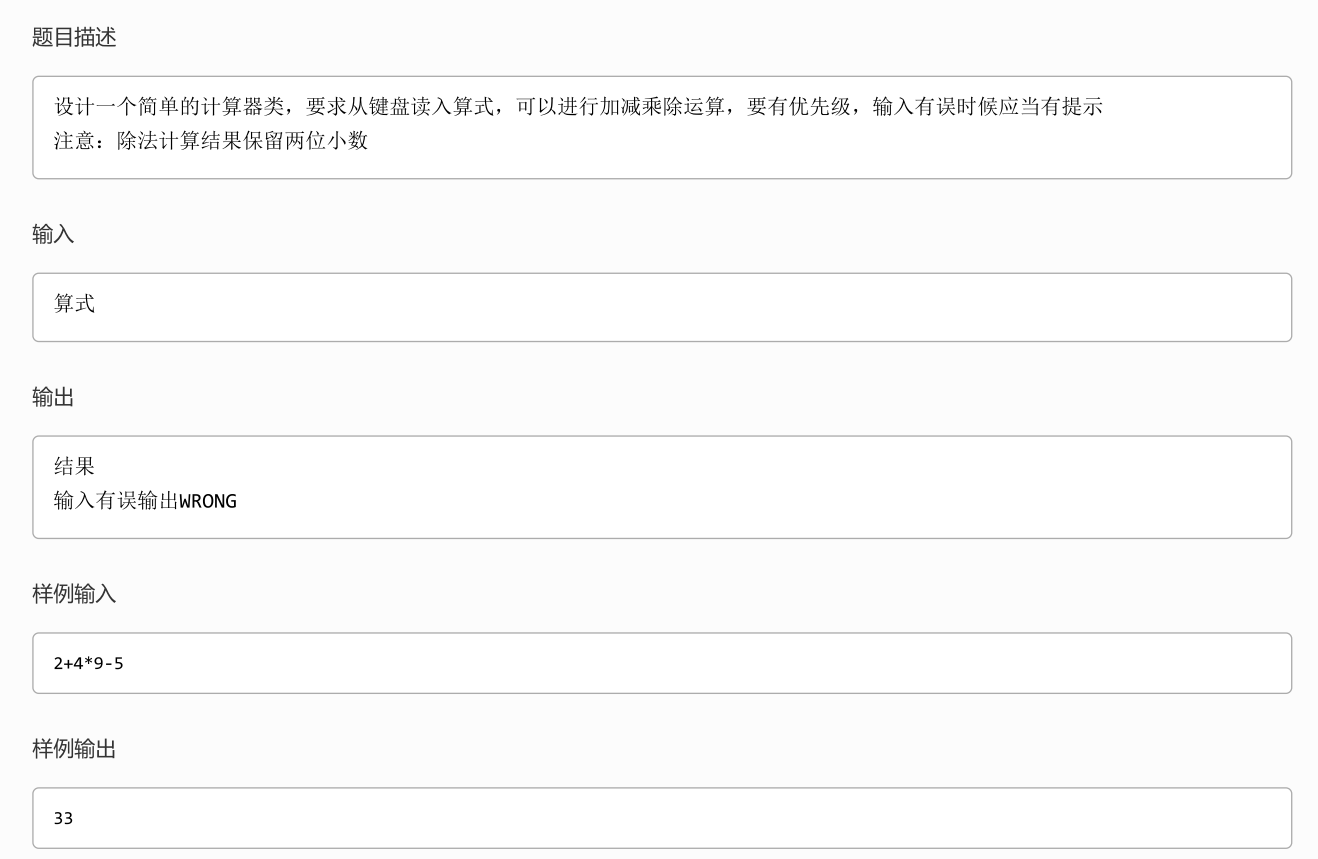 题目描述
设计一个简单的计算器类，要求从键盘读入算式，可以进行加减乘除运算，要有优先级，输入有误时候应当有提示
注意：除法计算结果保留两位小数
输入
算式
输出
结果
输入有误输出WRONG
样例输入
2+4*9-5
样例输出
33